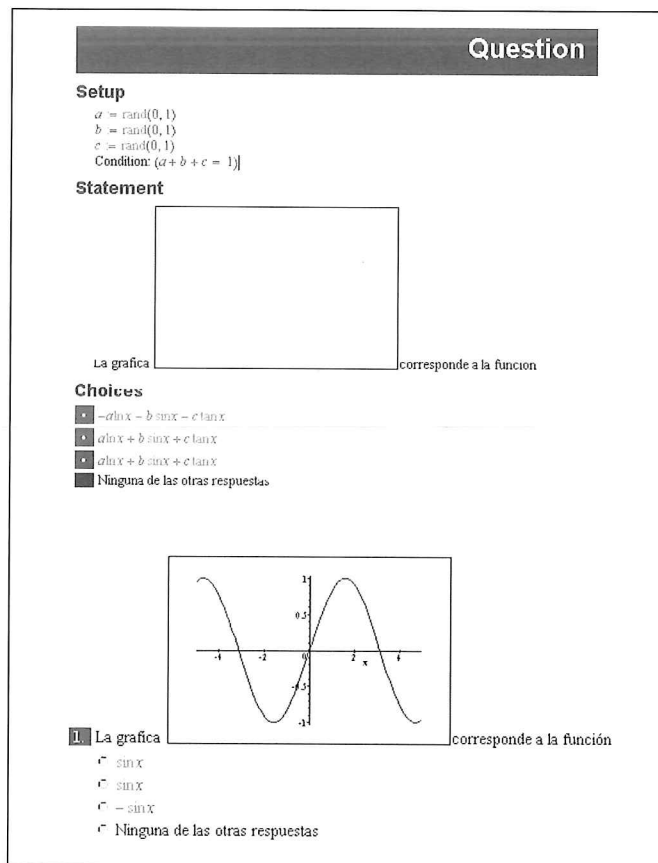 Question
Setup
a := rand(0, 1)
b := rand(0, 1)
c := rand(0, 1)
Condition: (a + b + c = 1)
Statement
La grafica corresponde a la función
Choices
-a ln x - b sin x - c tan x
a ln x + b sin x + c tan x
a ln x + b sin x + c tan x
Ninguna de las otras respuestas
1
0.5
-4 -2 0 2 x 4
-0.5
-1
1. La grafica corresponde a la función
sin x
sin x
- sin x
Ninguna de las otras respuestas